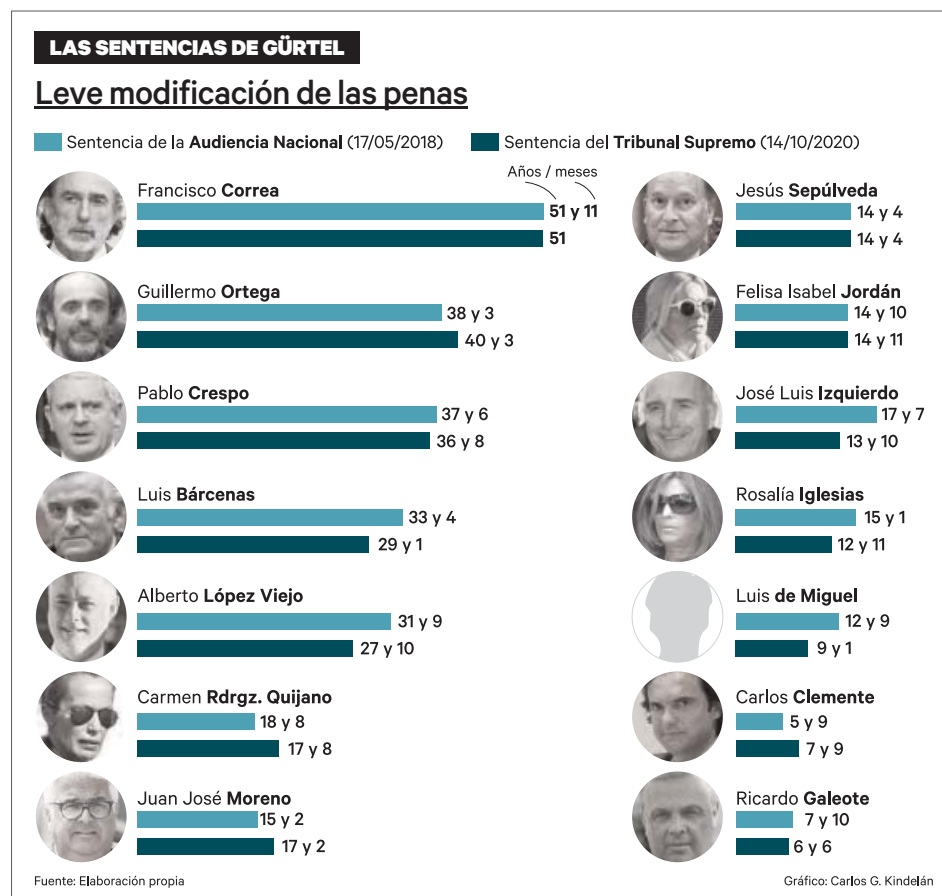 LAS SENTENCIAS DE GÜRTEL
Leve modificación de las penas
Sentencia de la Audiencia Nacional (17/05/2018)
Sentencia del Tribunal Supremo (14/10/2020)
Años / meses
Francisco Correa
51 y 11
51
Guillermo Ortega
38 y 3
40 y 3
Pablo Crespo
37 y 6
36 y 8
Luis Bárcenas
33 y 4
29 y 1
Alberto López Viejo
31 y 9
27 y 10
Carmen Rdrgz. Quijano
18 y 8
17 y 8
Juan José Moreno
15 y 2
17 y 2
Jesús Sepúlveda
14 y 4
14 y 4
Felisa Isabel Jordán
14 y 10
14 y 11
José Luis Izquierdo
17 y 7
13 y 10
Rosalía Iglesias
15 y 1
12 y 11
Luis de Miguel
12 y 9
9 y 1
Carlos Clemente
5 y 9
7 y 9
Ricardo Galeote
7 y 10
6 y 6
Fuente: Elaboración propia
Gráfico: Carlos G. Kindelán